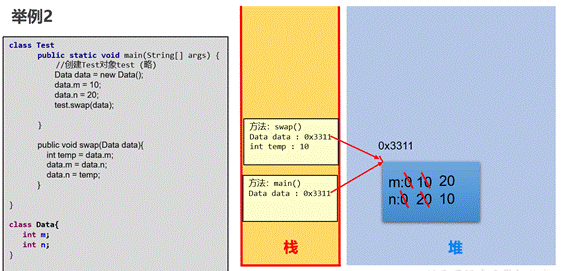 举例2
class Test
public static void main(String[] args) {
//创建Test对象test (略)
Data data = new Data();
data.m = 10;
data.n = 20;
test.swap(data);
}
public void swap(Data data){
int temp = data.m;
data.m = data.n;
data.n = temp;
}
}
class Data{
int m;
int n;
}
方法: swap()
Data data : 0x3311
int temp : 10
方法: main()
Data data : 0x3311
栈
0x3311
m:0 10 20
n:0 20 10
堆